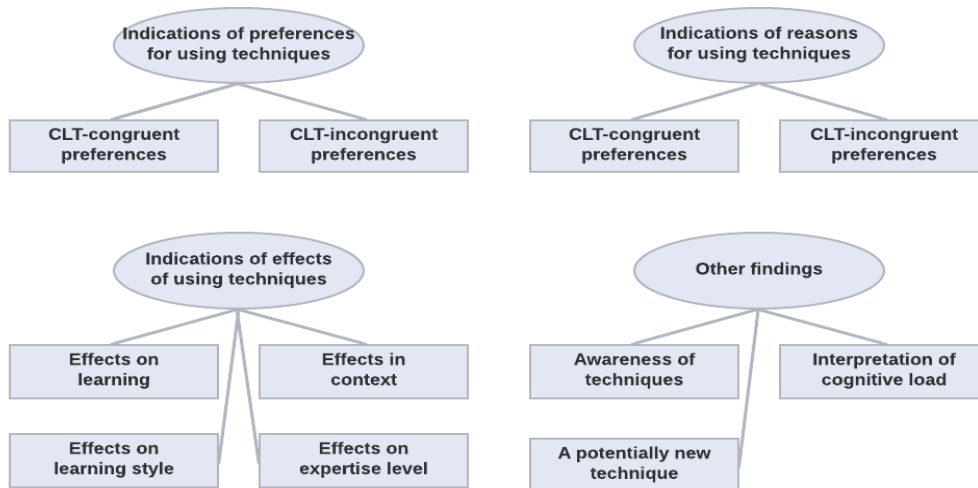 Indications of preferences
for using techniques
CLT-congruent
preferences
CLT-incongruent
preferences
Indications of reasons
for using techniques
CLT-congruent
preferences
CLT-incongruent
preferences
Indications of effects
of using techniques
Effects on
learning
Effects in
context
Effects on
learning style
Effects on
expertise level
Other findings
Awareness of
techniques
Interpretation of
cognitive load
A potentially new
technique